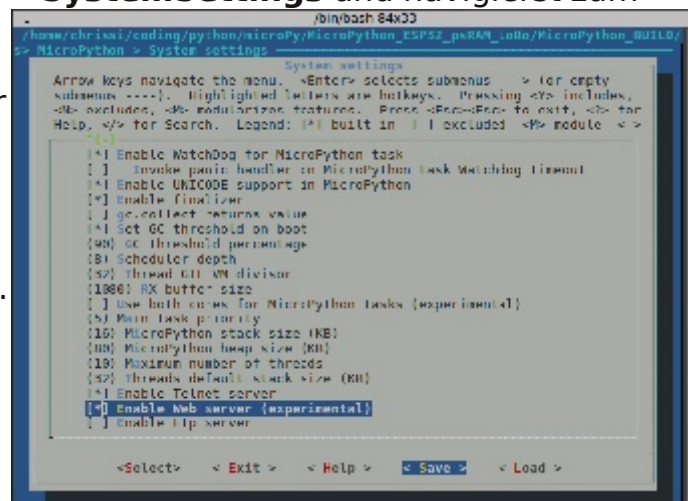 SystemSettings und navigierst zum
/bin/bash 84x33
/home/chrissi/coding/python/microPy/MicroPython_ESP32_psRAM_LoBo/MicroPython_BUILD/
s> MicroPython > System settings
System settings
Arrow keys navigate the menu. <Enter> selects submenus ---> (or empty
submenus ----). Highlighted letters are hotkeys. Pressing <Y> includes,
<N> excludes, <M> modularizes features. Press <Esc><Esc> to exit, <?> for
Help, </> for Search. Legend: [*] built in [ ] excluded <M> module < >
^(-)
[*] Enable WatchDog for MicroPython task
[ ] Invoke panic handler on MicroPython task Watchdog timeout
[*] Enable UNICODE support in MicroPython
[*] Enable finalizer
[ ] gc.collect returns value
[*] Set GC threshold on boot
(90) GC threshold percentage
(8) Scheduler depth
(32) Thread GIL VM divisor
(1080) RX buffer size
[ ] Use both cores for MicroPython tasks (experimental)
(5) Main task priority
(16) MicroPython stack size (KB)
(80) MicroPython heap size (KB)
(10) Maximum number of threads
(32) Threads default stack size (KB)
[*] Enable Telnet server
[*] Enable Web server (experimental)
[ ] Enable Ftp server
<Select> < Exit > < Help > < Save > < Load >